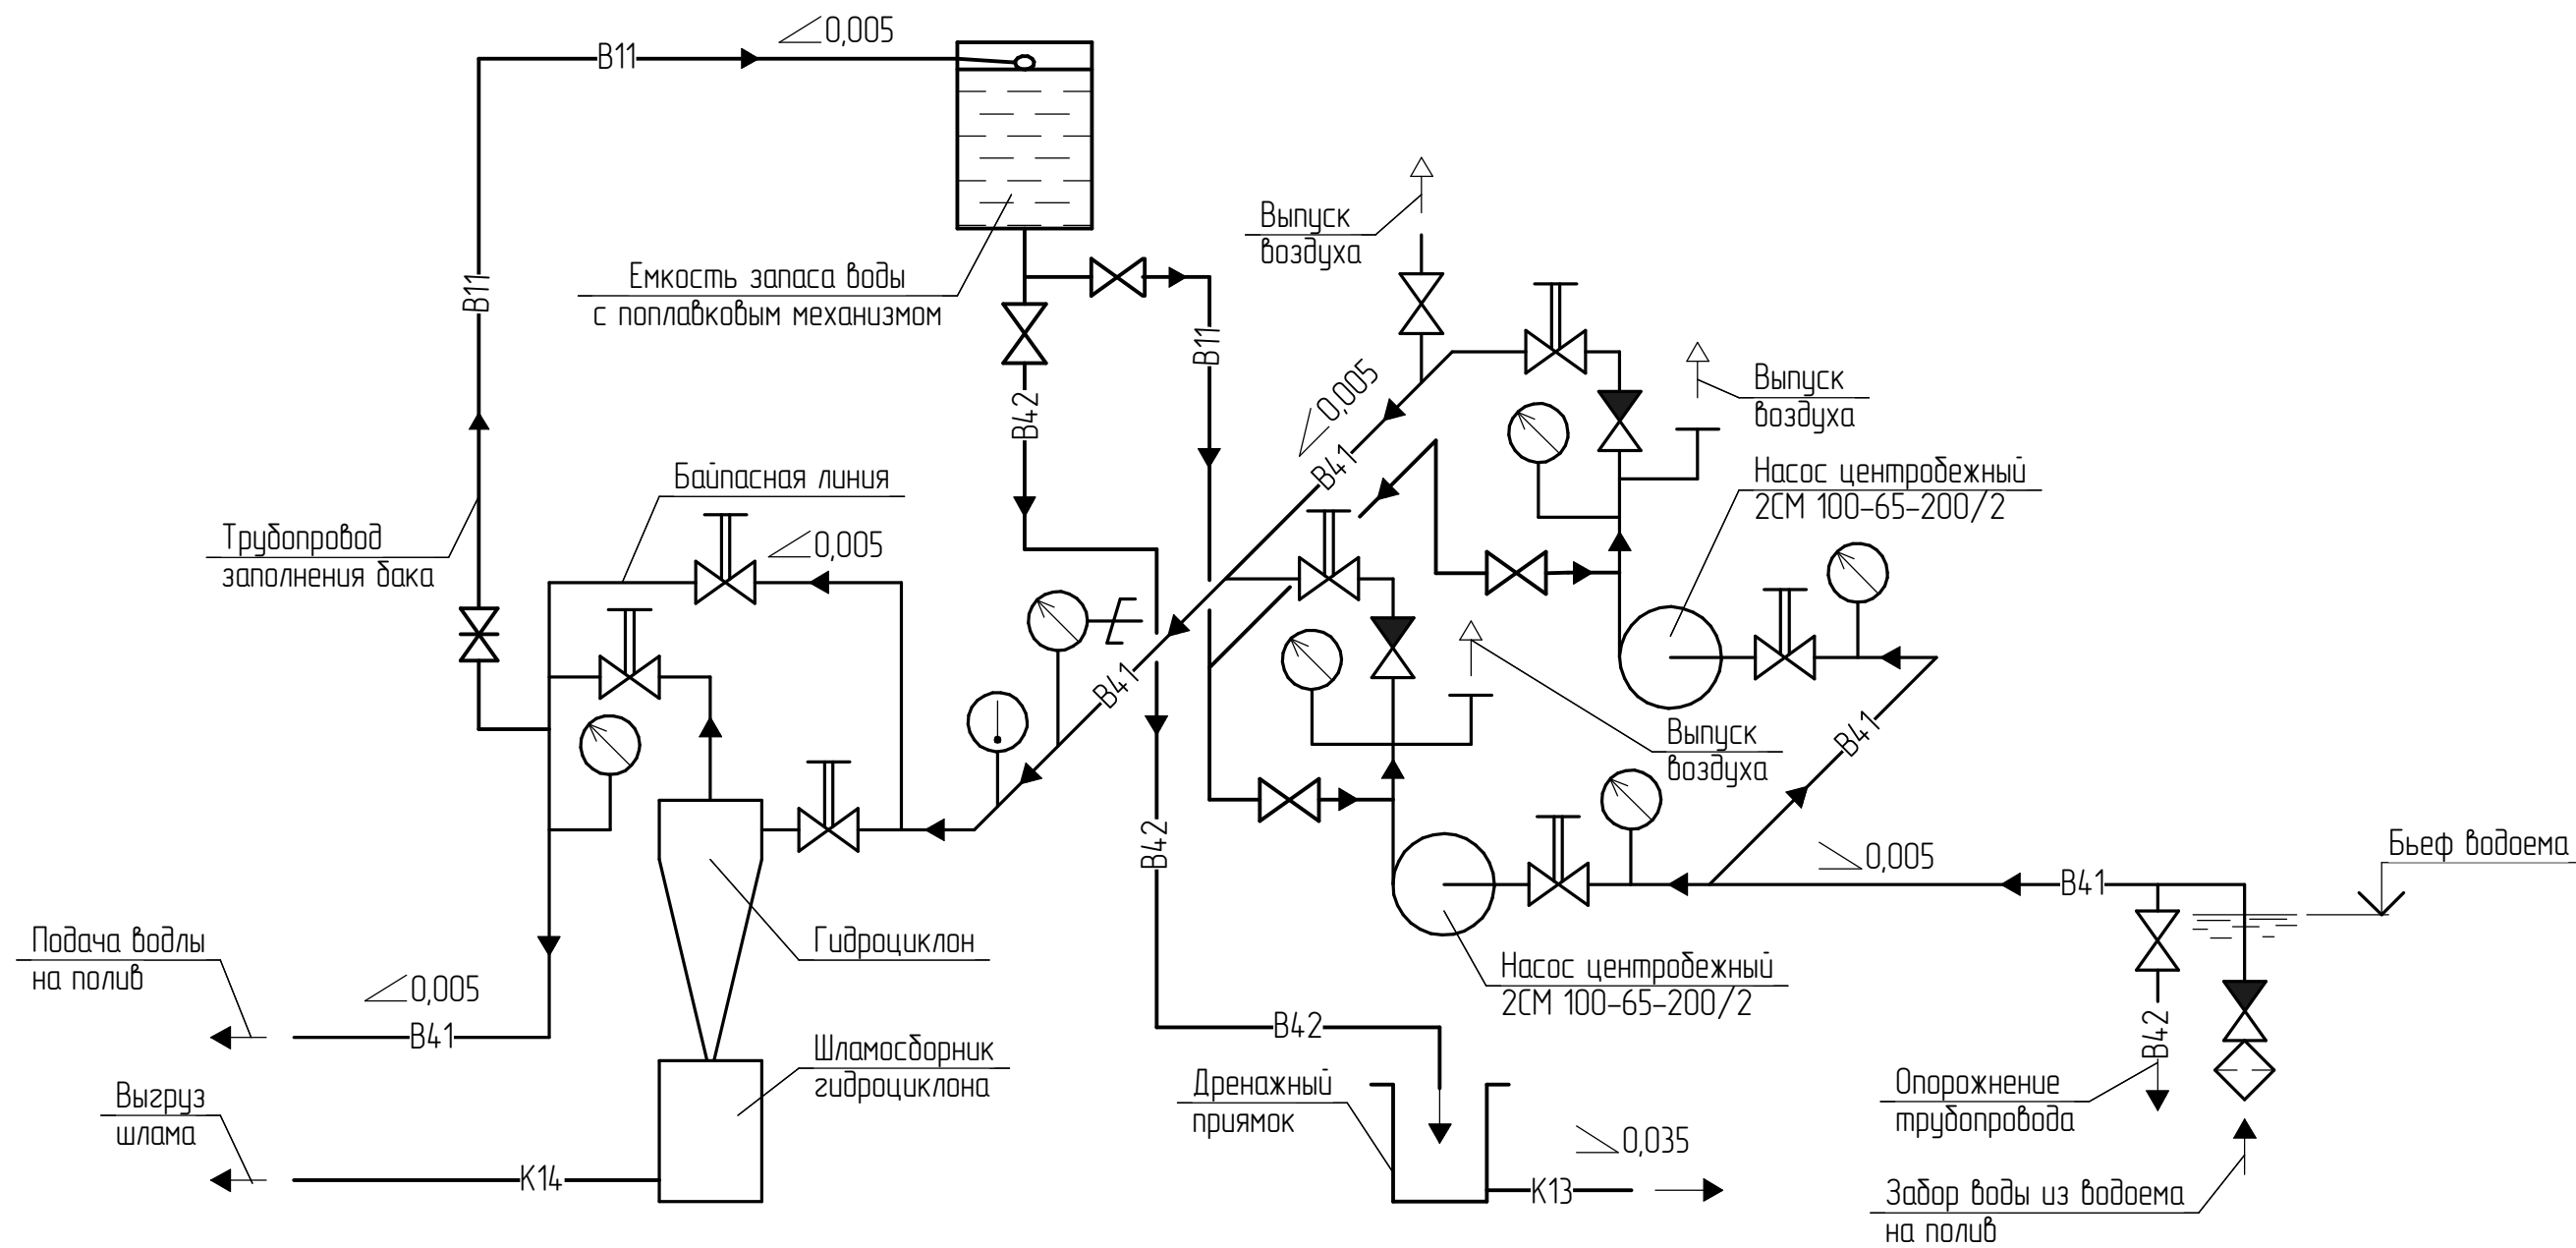 0,005
В11
В11
Емкость запаса воды
с поплавковым механизмом
Выпуск
воздуха
В11
0,005
В42
В41
Выпуск
воздуха
Насос центробежный
2СМ 100-65-200/2
Байпасная линия
0,005
Трубопровод
заполнения бака
В41
В41
Выпуск
воздуха
В42
0,005
В41
Бьеф водоема
Подача водлы
на полив
0,005
В41
Гидроциклон
Насос центробежный
2СМ 100-65-200/2
В42
В42
Шламосборник
гидроциклона
Выгруз
шлама
К14
Дренажный
приямок
0,035
К13
Опорожнение
трубопровода
Забор воды из водоема
на полив